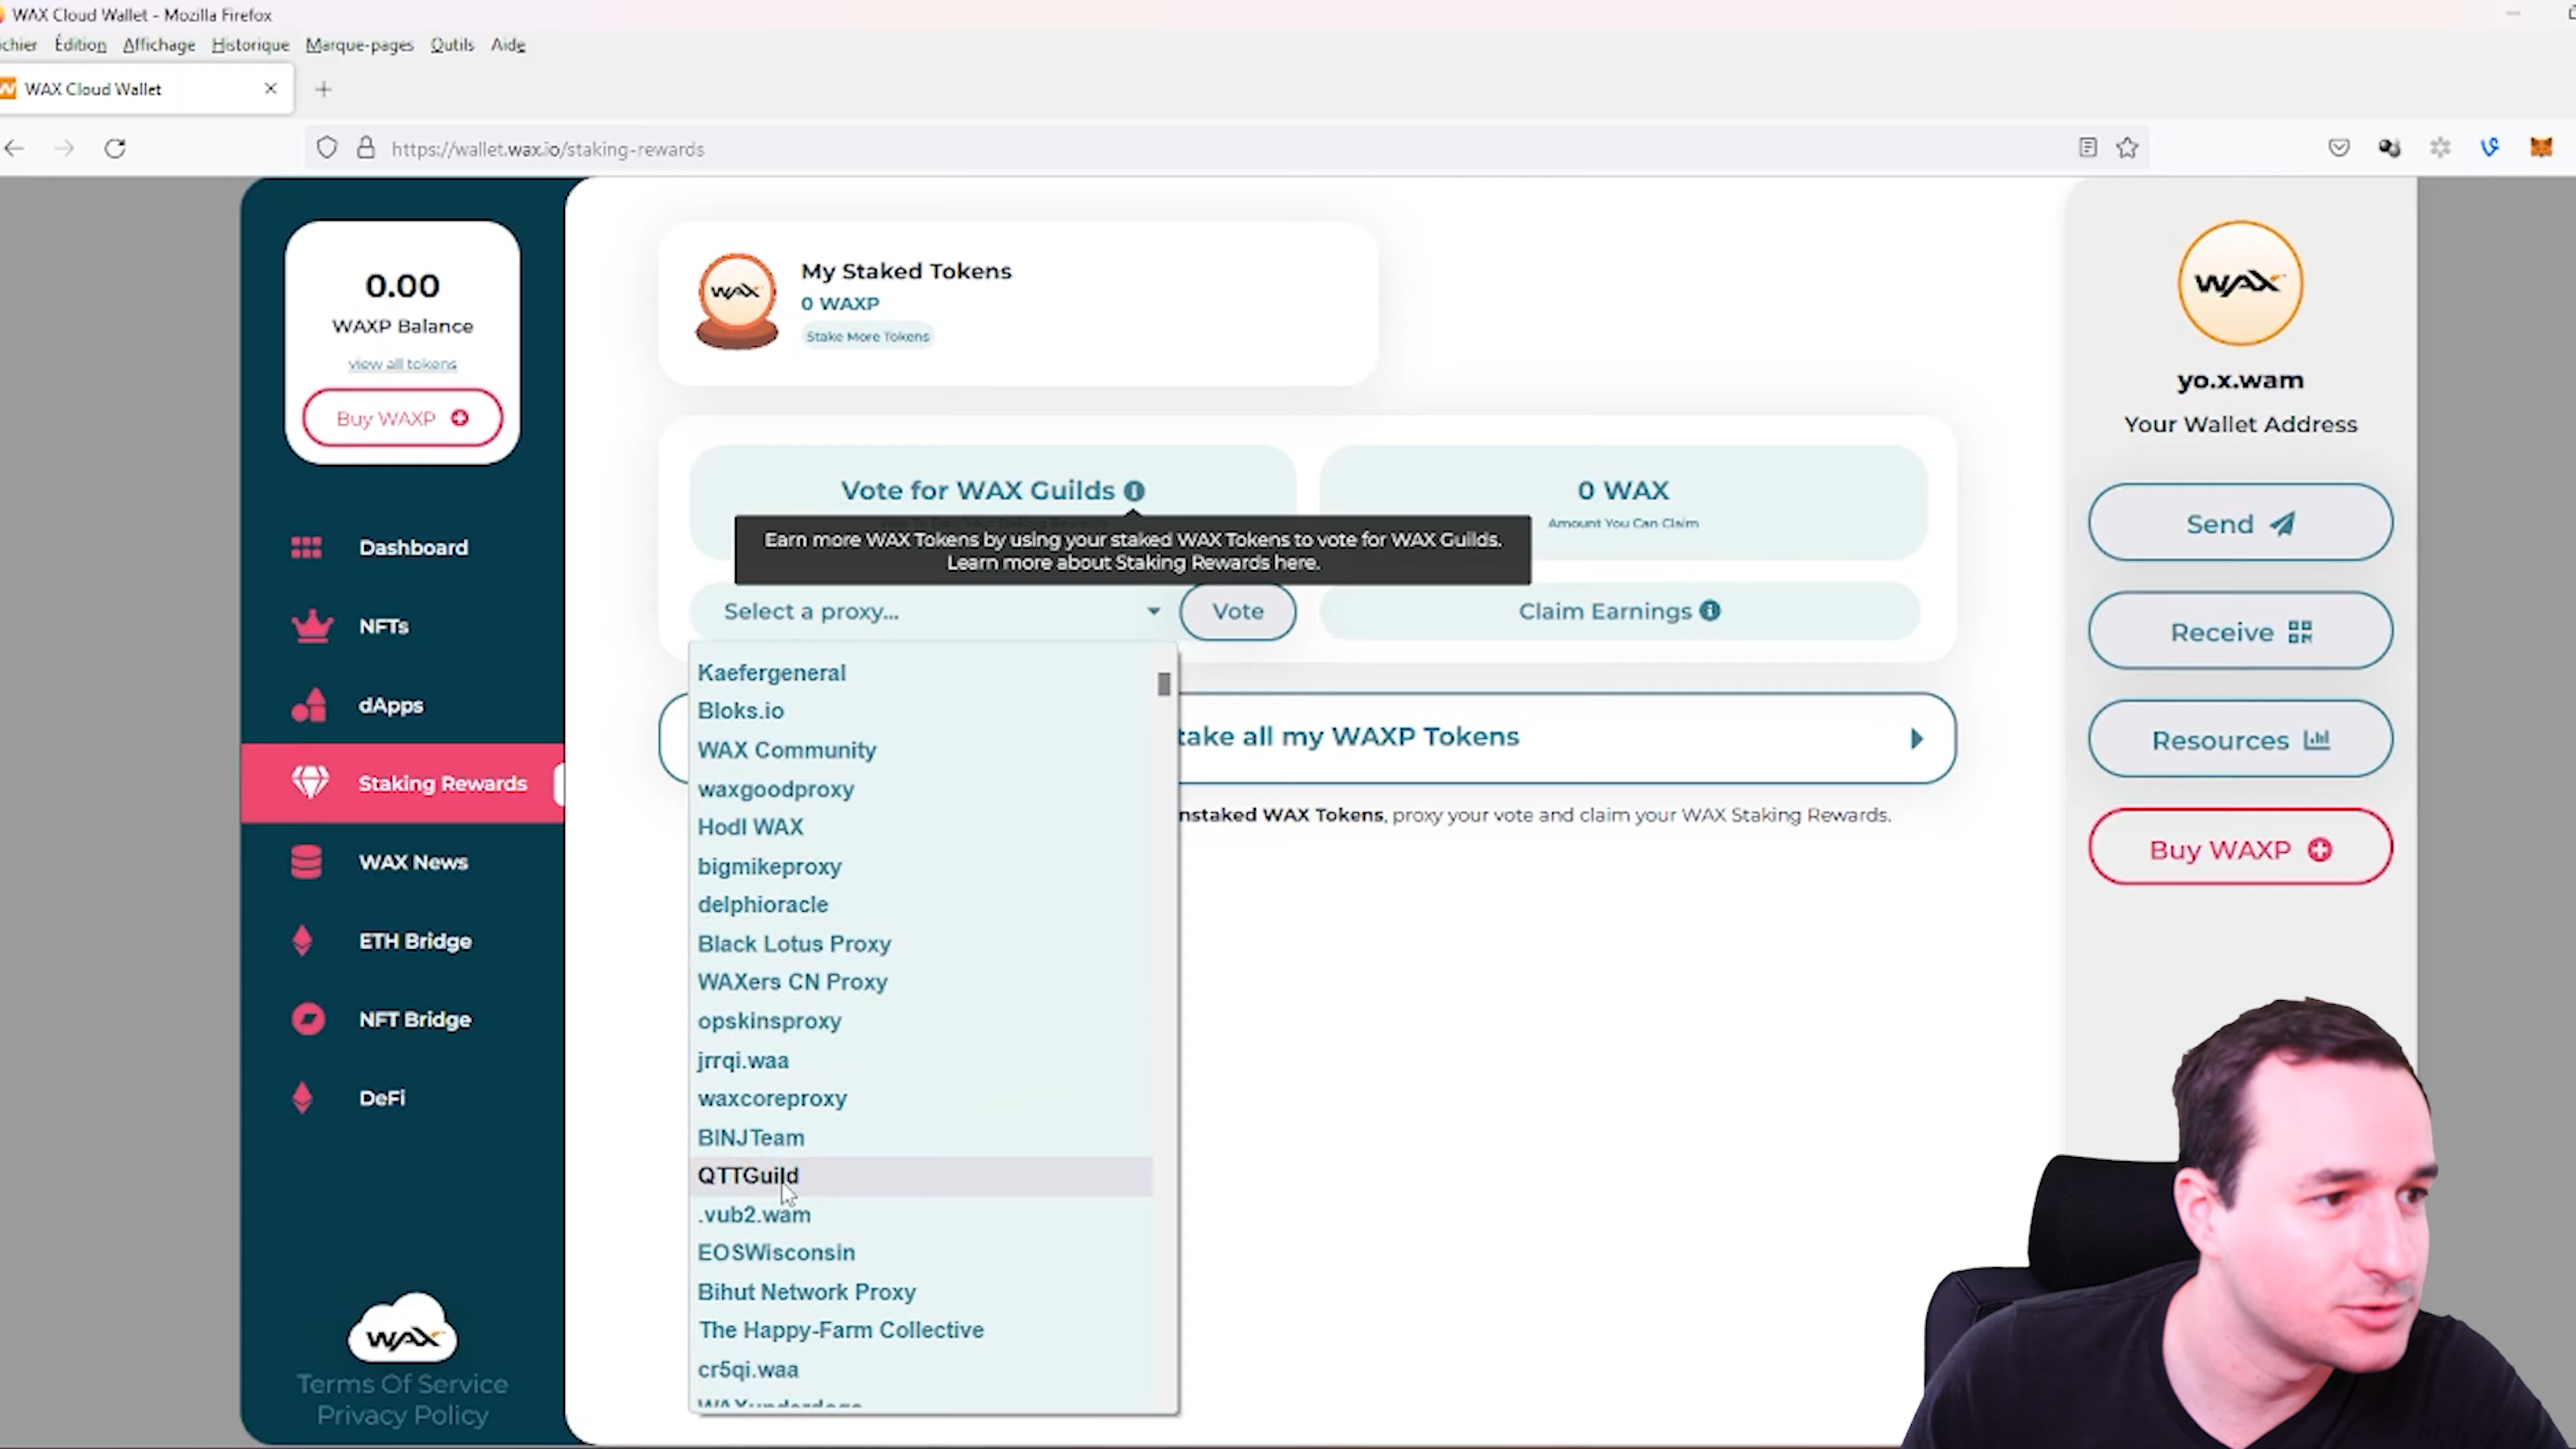 WAX Cloud Wallet - Mozilla Firefox
ichier Édition Affichage Historique Marque-pages Outils Aide
WAX Cloud Wallet
https://wallet.wax.io/staking-rewards
0.00
WAXP Balance
view all tokens
Buy WAXP
Dashboard
NFTs
dApps
Staking Rewards
WAX News
ETH Bridge
NFT Bridge
DeFi
WAX
Terms Of Service
Privacy Policy
WAX
My Staked Tokens
0 WAXP
Stake More Tokens
Vote for WAX Guilds
Earn more WAX Tokens by using your staked WAX Tokens to vote for WAX Guilds.
Learn more about Staking Rewards here.
0 WAX
Amount You Can Claim
Select a proxy...
Vote
Claim Earnings
Kaefergeneral
Bloks.io
WAX Community
waxgoodproxy
Hodl WAX
bigmikeproxy
delphioracle
Black Lotus Proxy
WAXers CN Proxy
opskinsproxy
jrrqi.waa
waxcoreproxy
BINJTeam
QTTGuild
.vub2.wam
EOSWisconsin
Bihut Network Proxy
The Happy-Farm Collective
cr5qi.waa
take all my WAXP Tokens
nstaked WAX Tokens, proxy your vote and claim your WAX Staking Rewards.
WAX
yo.x.wam
Your Wallet Address
Send
Receive
Resources
Buy WAXP